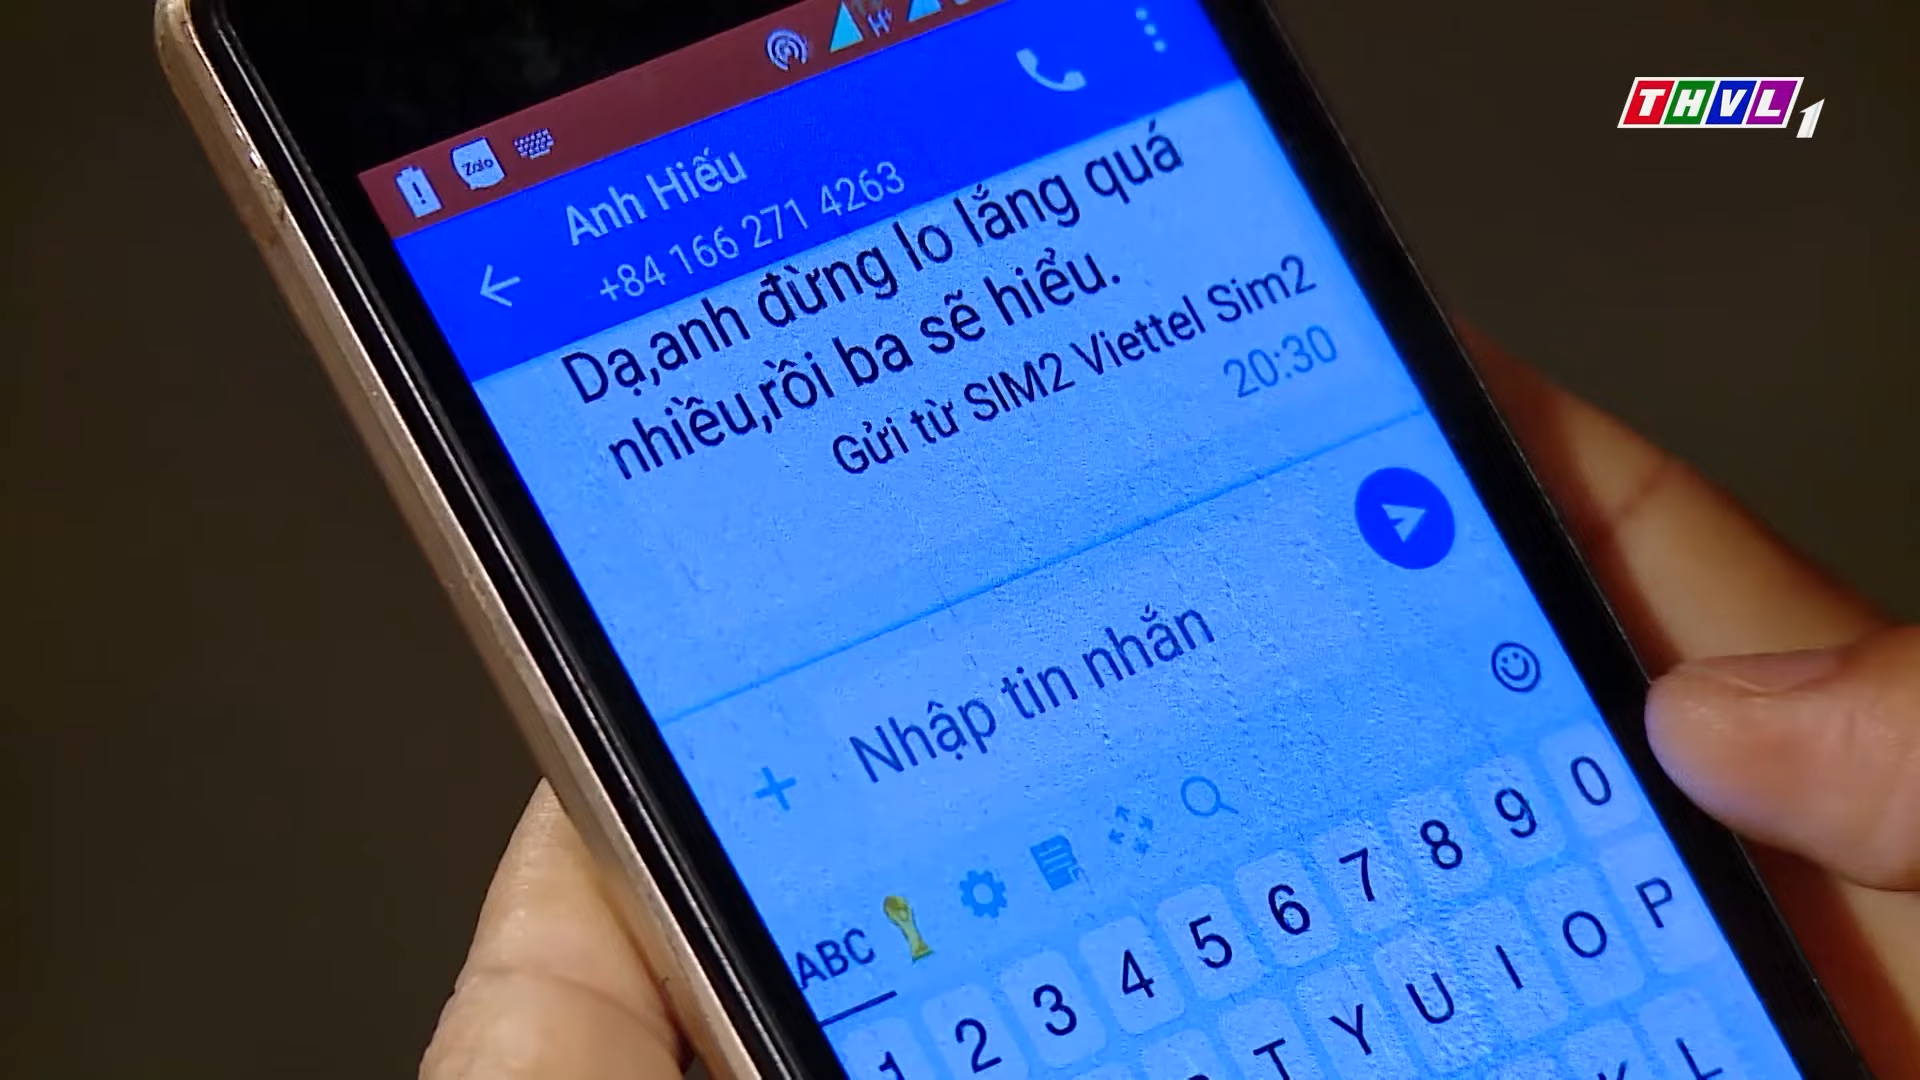 THVL1
Zalo
H+
Anh Hiếu
+84 166 271 4263
Dạ,anh đừng lo lắng quá
nhiều,rồi ba sẽ hiểu.
Gửi từ SIM2 Viettel Sim2
20:30
Nhập tin nhắn
ABC
1 2 3 4 5 6 7 8 9 0
T Y U I O P
K L